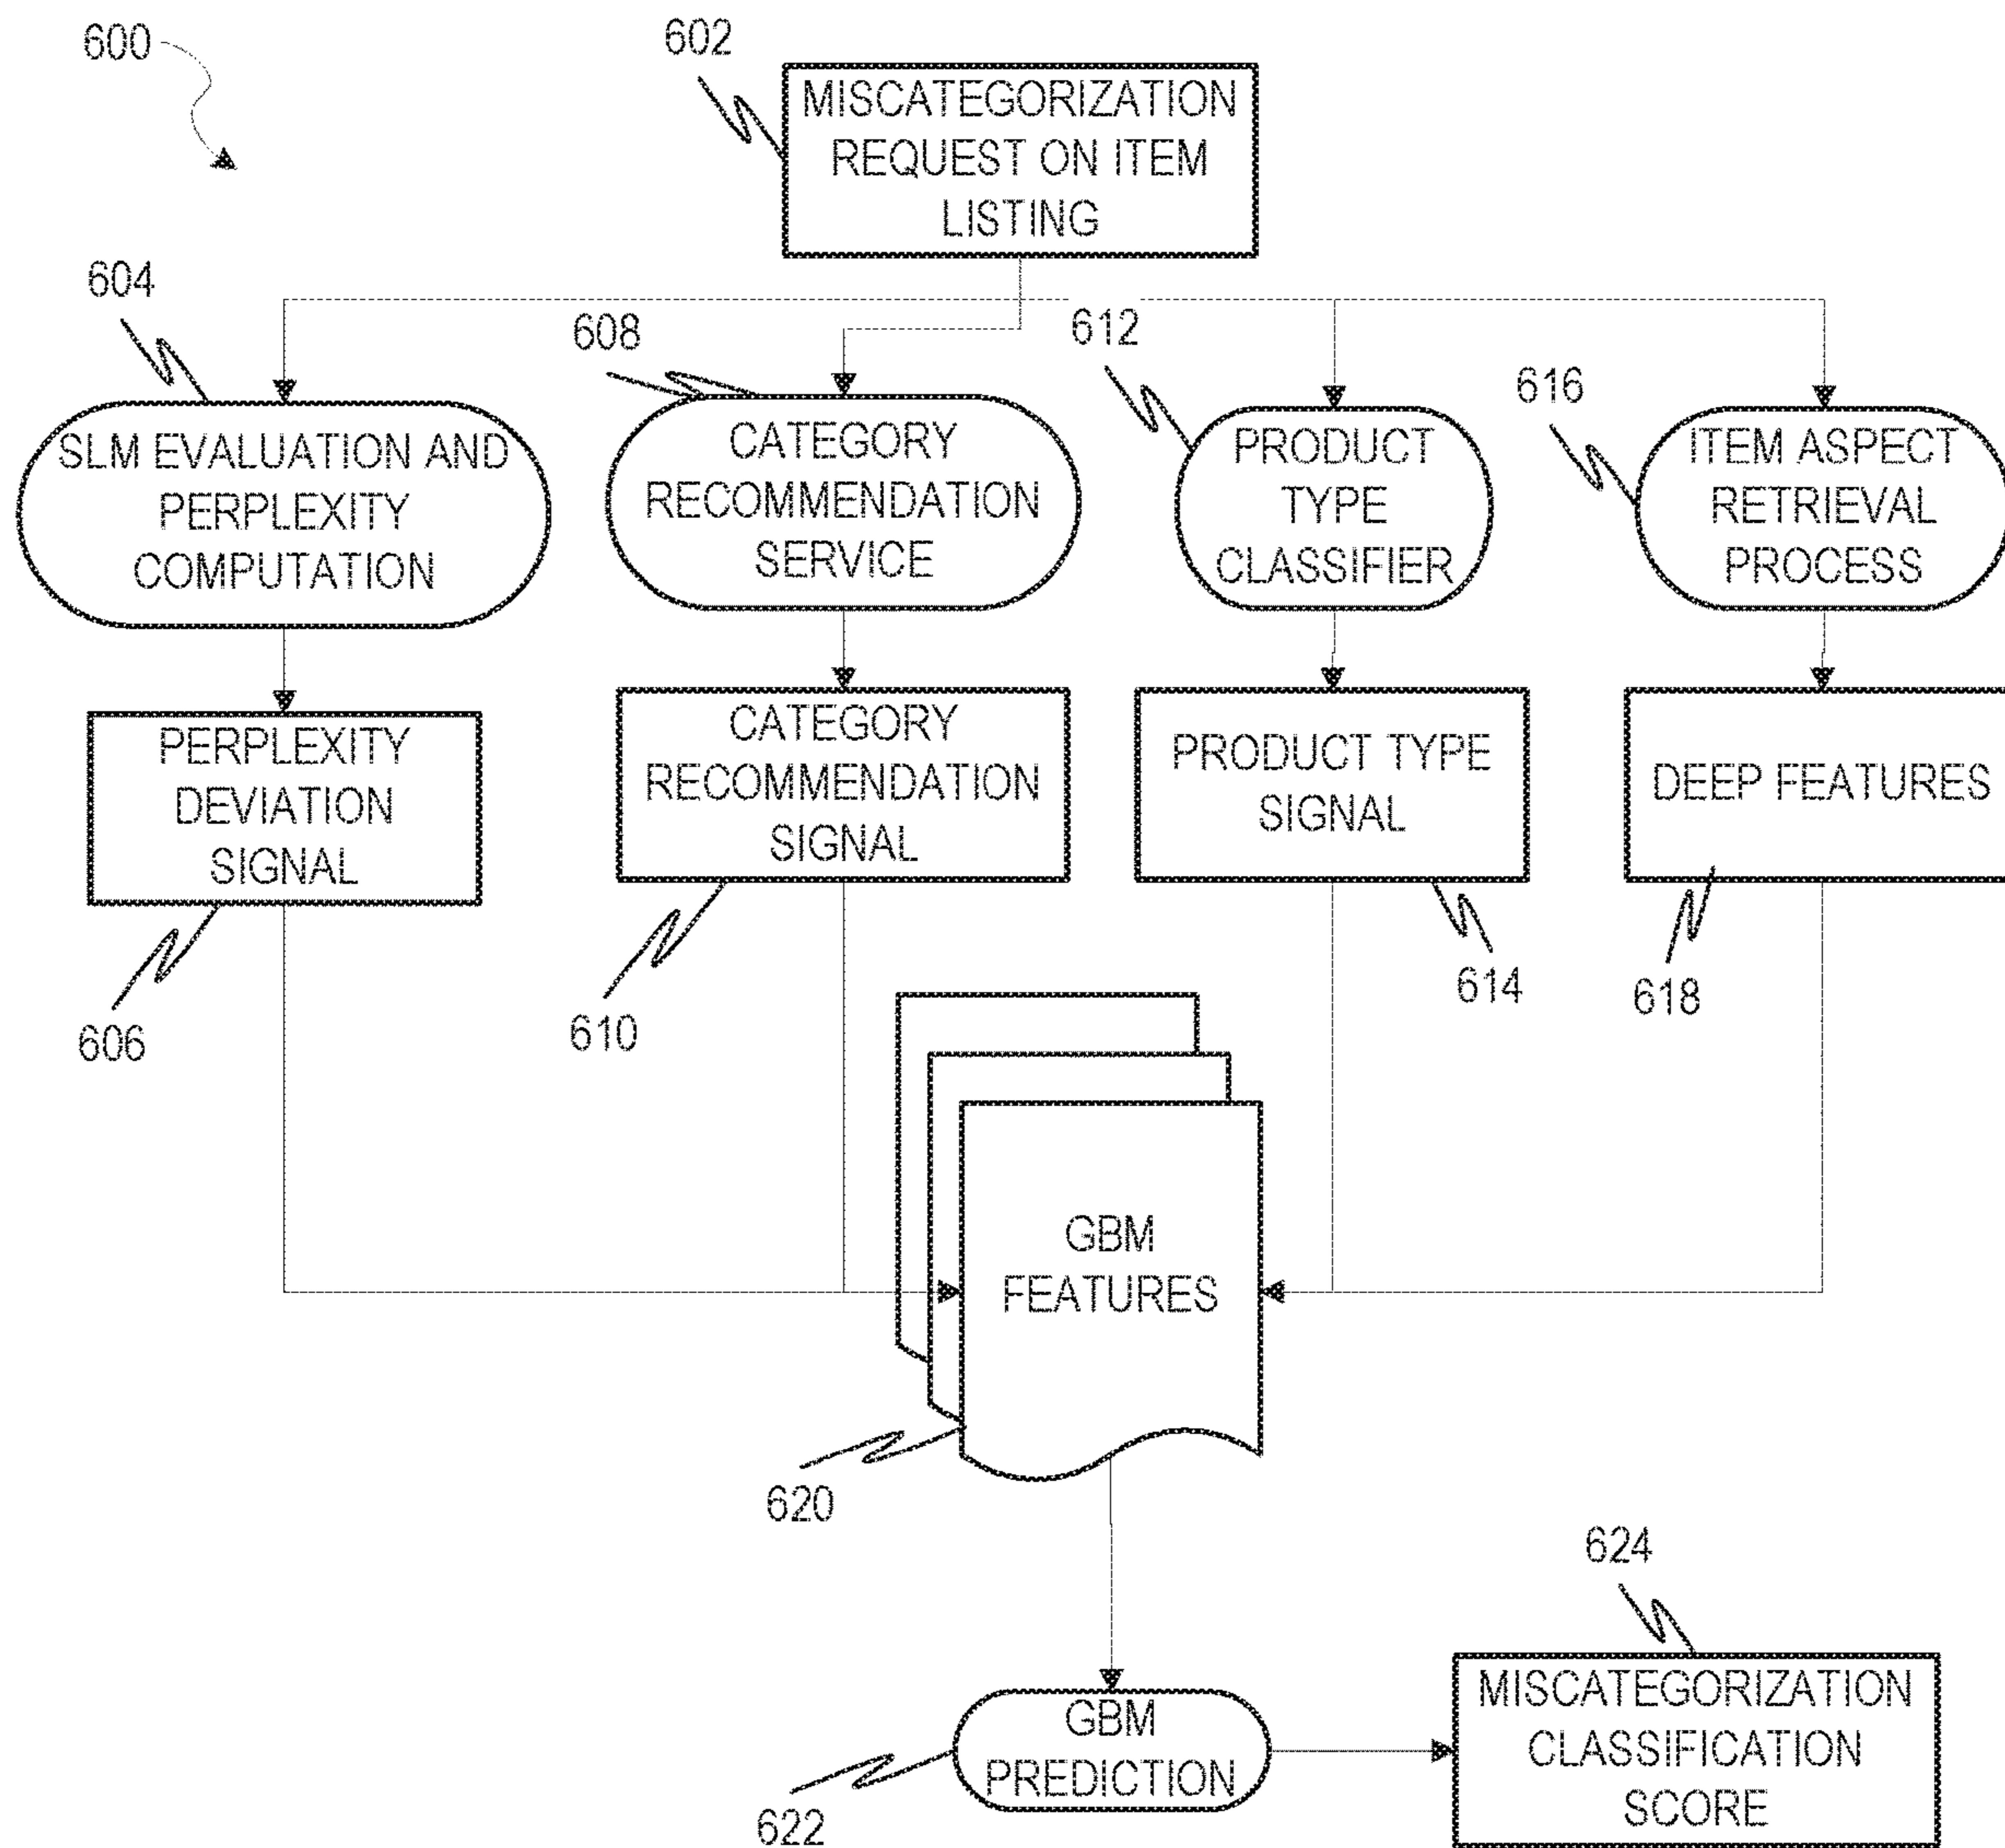 600
602
MISCATEGORIZATION
REQUEST ON ITEM
LISTING
604
608
612
616
SLM EVALUATION AND
PERPLEXITY
COMPUTATION
CATEGORY
RECOMMENDATION
SERVICE
PRODUCT
TYPE
CLASSIFIER
ITEM ASPECT
RETRIEVAL
PROCESS
PERPLEXITY
DEVIATION
SIGNAL
CATEGORY
RECOMMENDATION
SIGNAL
PRODUCT TYPE
SIGNAL
DEEP FEATURES
606
610
614
618
GBM
FEATURES
620
624
GBM
PREDICTION
622
MISCATEGORIZATION
CLASSIFICATION
SCORE